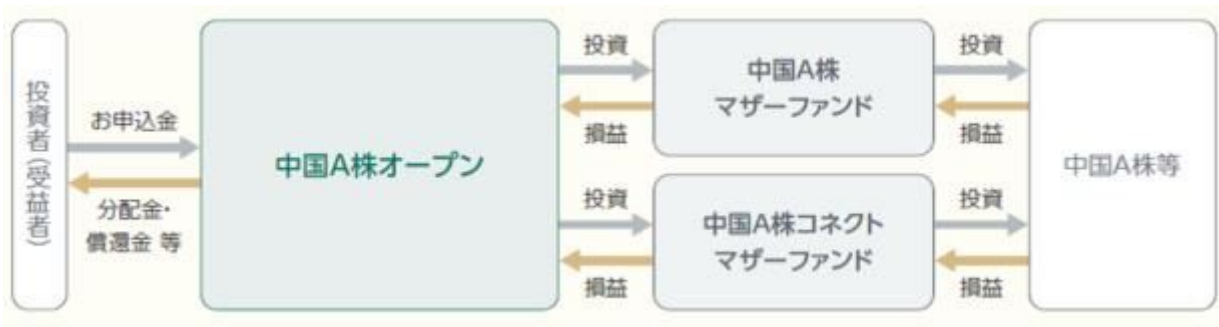 投資者（受益者）
お申込金
分配金・
償還金 等
中国A株オープン
投資
損益
投資
損益
中国A株
マザーファンド
中国A株コネクト
マザーファンド
投資
損益
投資
損益
中国A株等